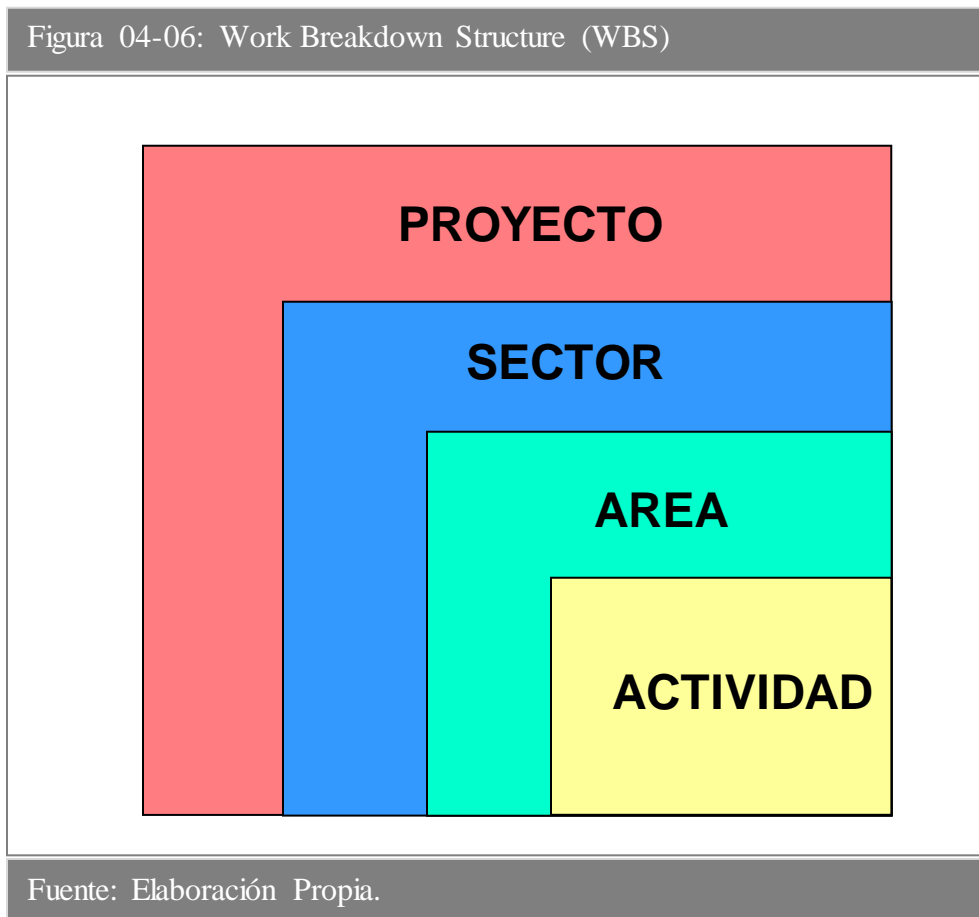 Figura 04-06: Work Breakdown Structure (WBS)
PROYECTO
SECTOR
AREA
ACTIVIDAD
Fuente: Elaboración Propia.